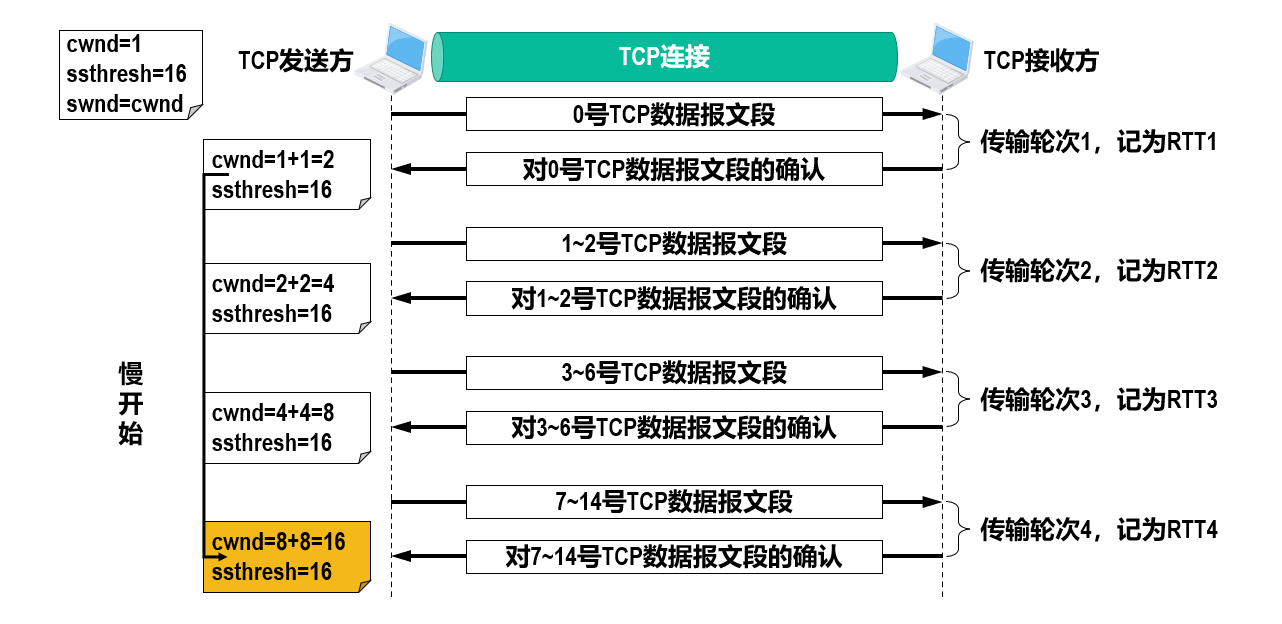 cwnd=1
ssthresh=16
swnd=cwnd
TCP发送方
TCP连接
TCP接收方
0号TCP数据报文段
传输轮次1，记为RTT1
对0号TCP数据报文段的确认
cwnd=1+1=2
ssthresh=16
1~2号TCP数据报文段
传输轮次2，记为RTT2
对1~2号TCP数据报文段的确认
cwnd=2+2=4
ssthresh=16
3~6号TCP数据报文段
传输轮次3，记为RTT3
对3~6号TCP数据报文段的确认
cwnd=4+4=8
ssthresh=16
慢
开
始
7~14号TCP数据报文段
传输轮次4，记为RTT4
对7~14号TCP数据报文段的确认
cwnd=8+8=16
ssthresh=16